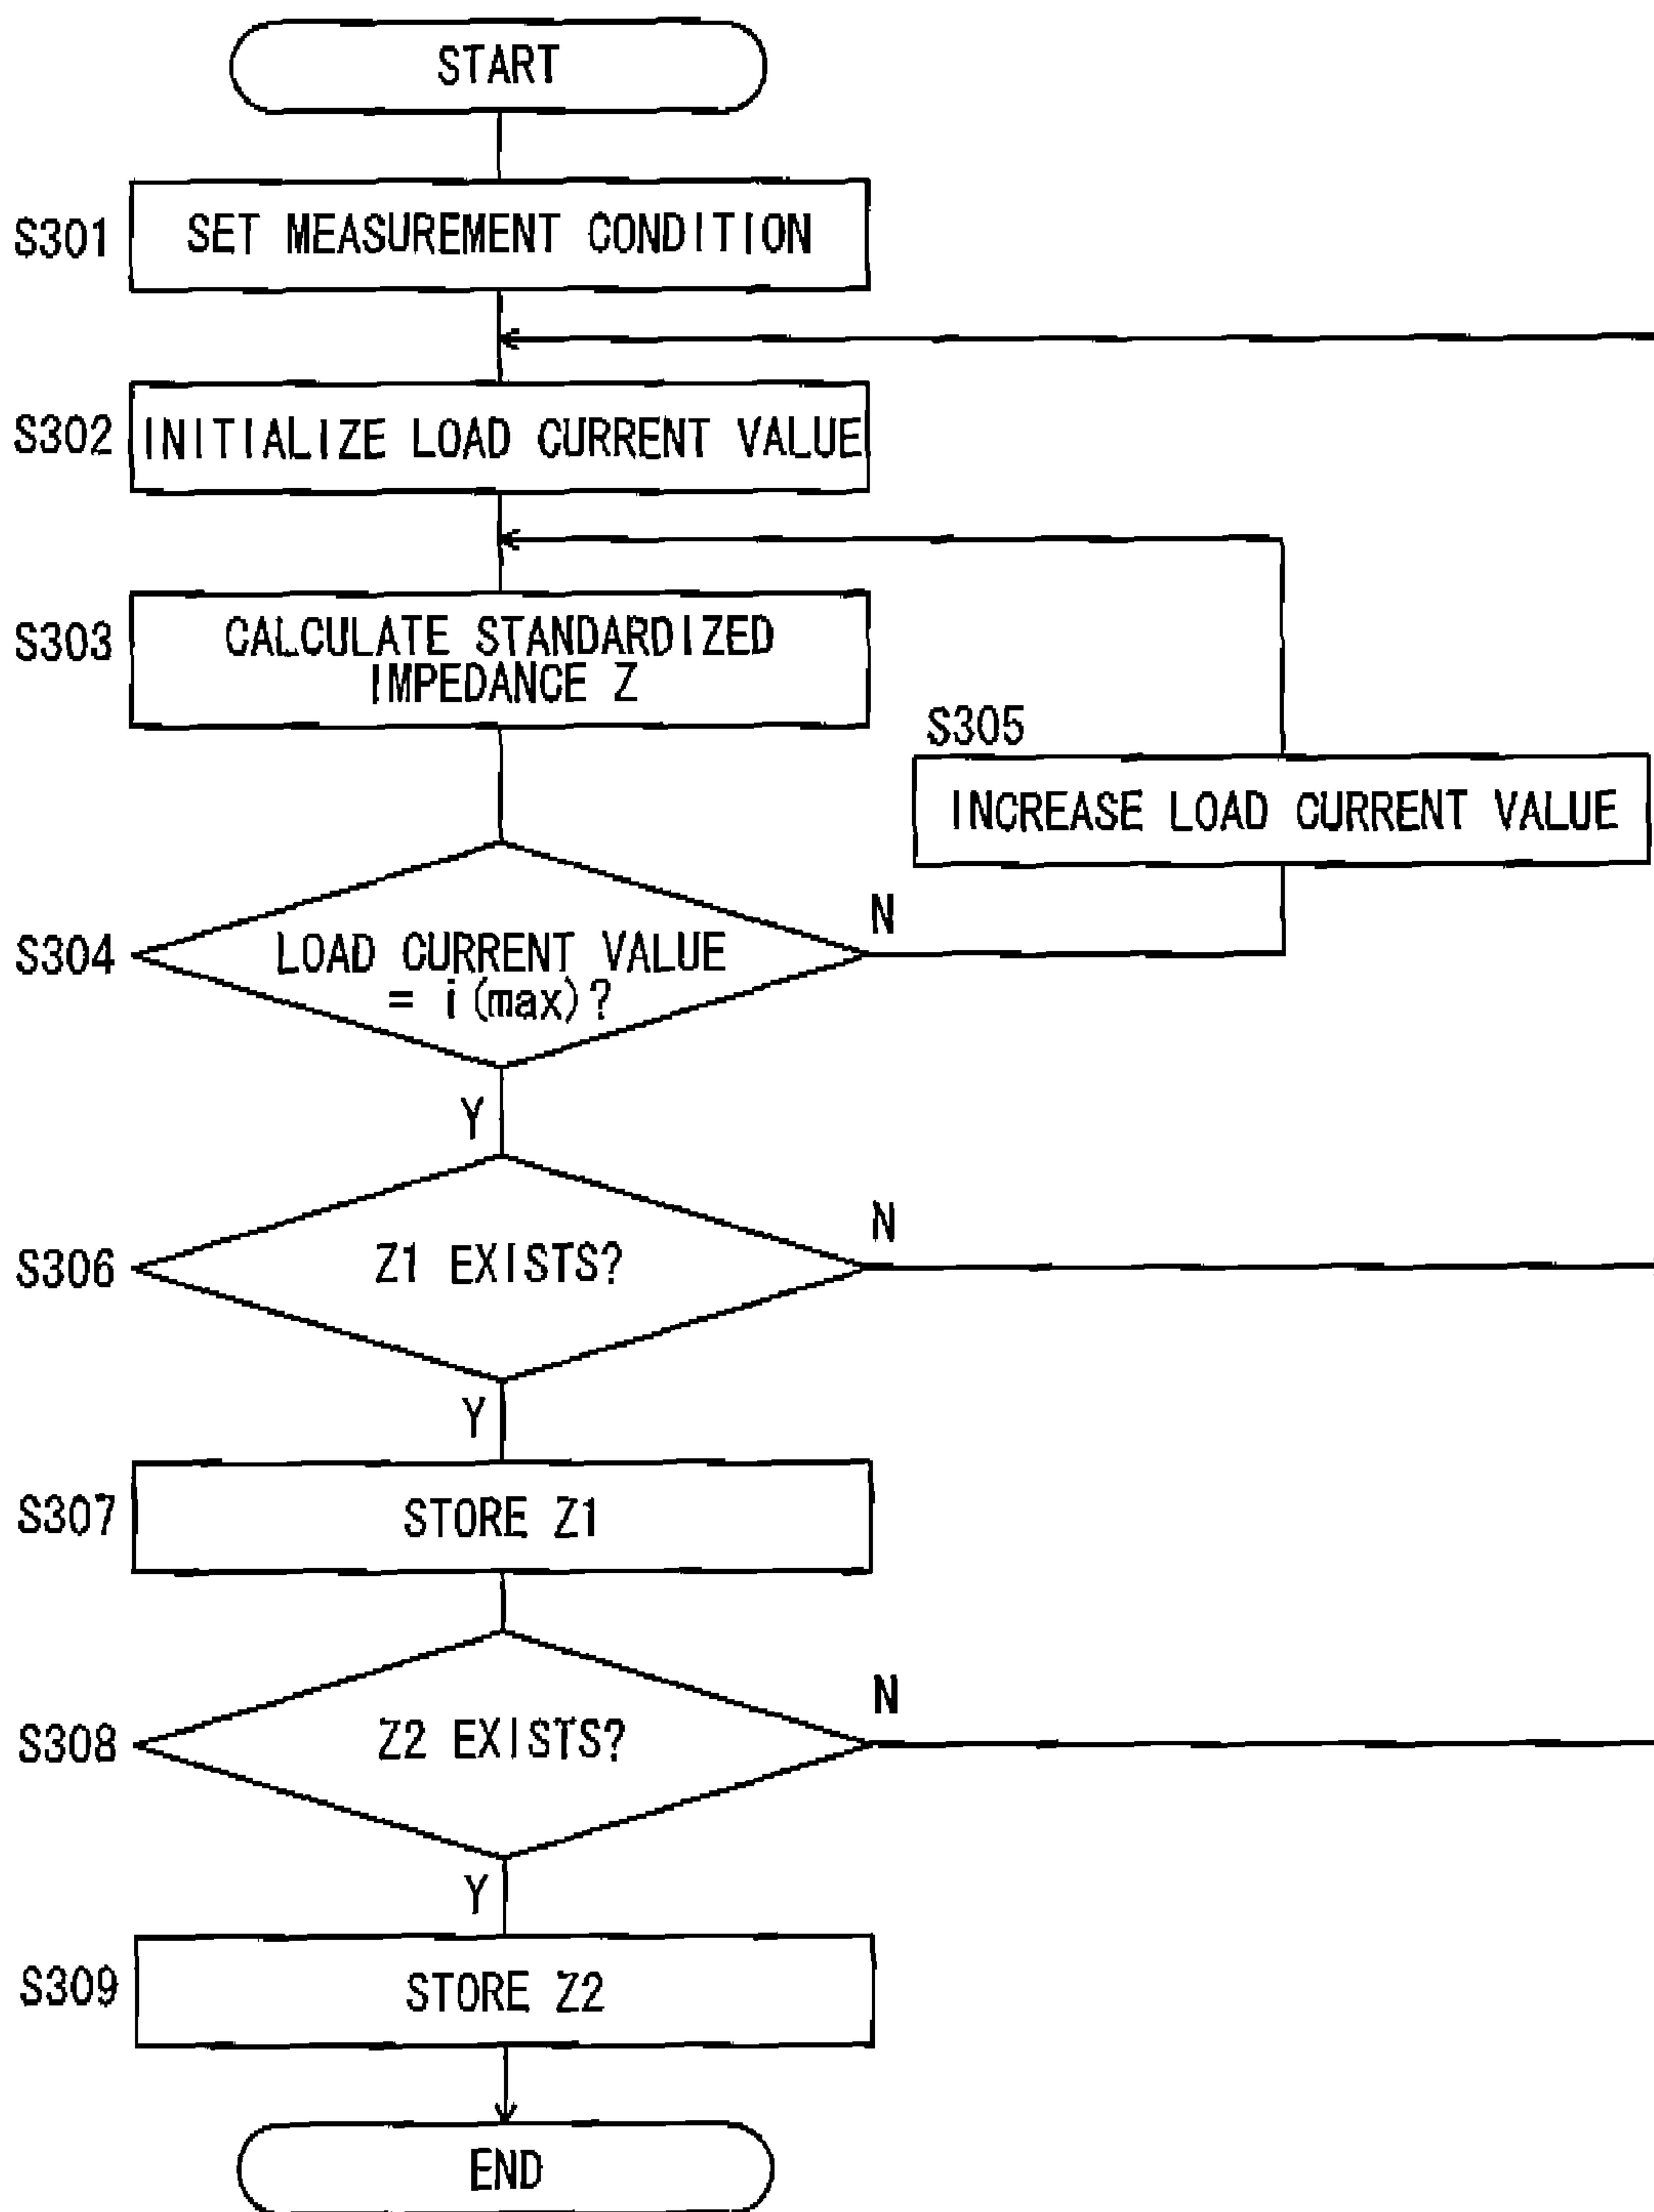 START
S301
SET MEASUREMENT CONDITION
S302
INITIALIZE LOAD CURRENT VALUE
S303
CALCULATE STANDARDIZED
IMPEDANCE Z
S305
INCREASE LOAD CURRENT VALUE
S304
LOAD CURRENT VALUE
= i(max)?
N
Y
S306
Z1 EXISTS?
N
Y
S307
STORE Z1
S308
Z2 EXISTS?
N
Y
S309
STORE Z2
END